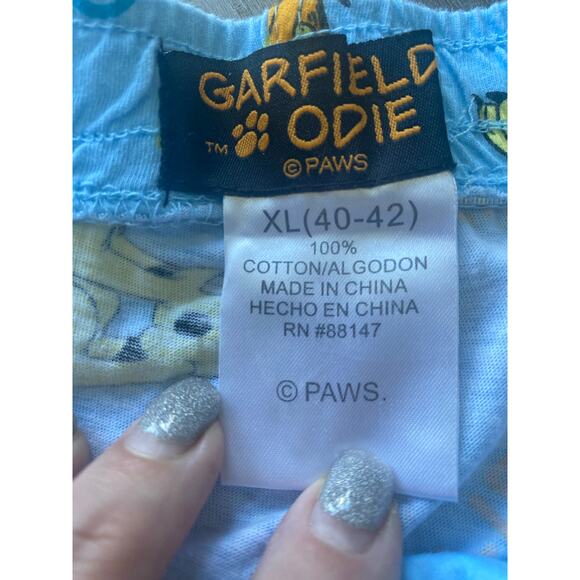 GARFIELD
™ ODIE
© PAWS
XL(40-42)
100%
COTTON/ALGODON
MADE IN CHINA
HECHO EN CHINA
RN #88147
© PAWS.